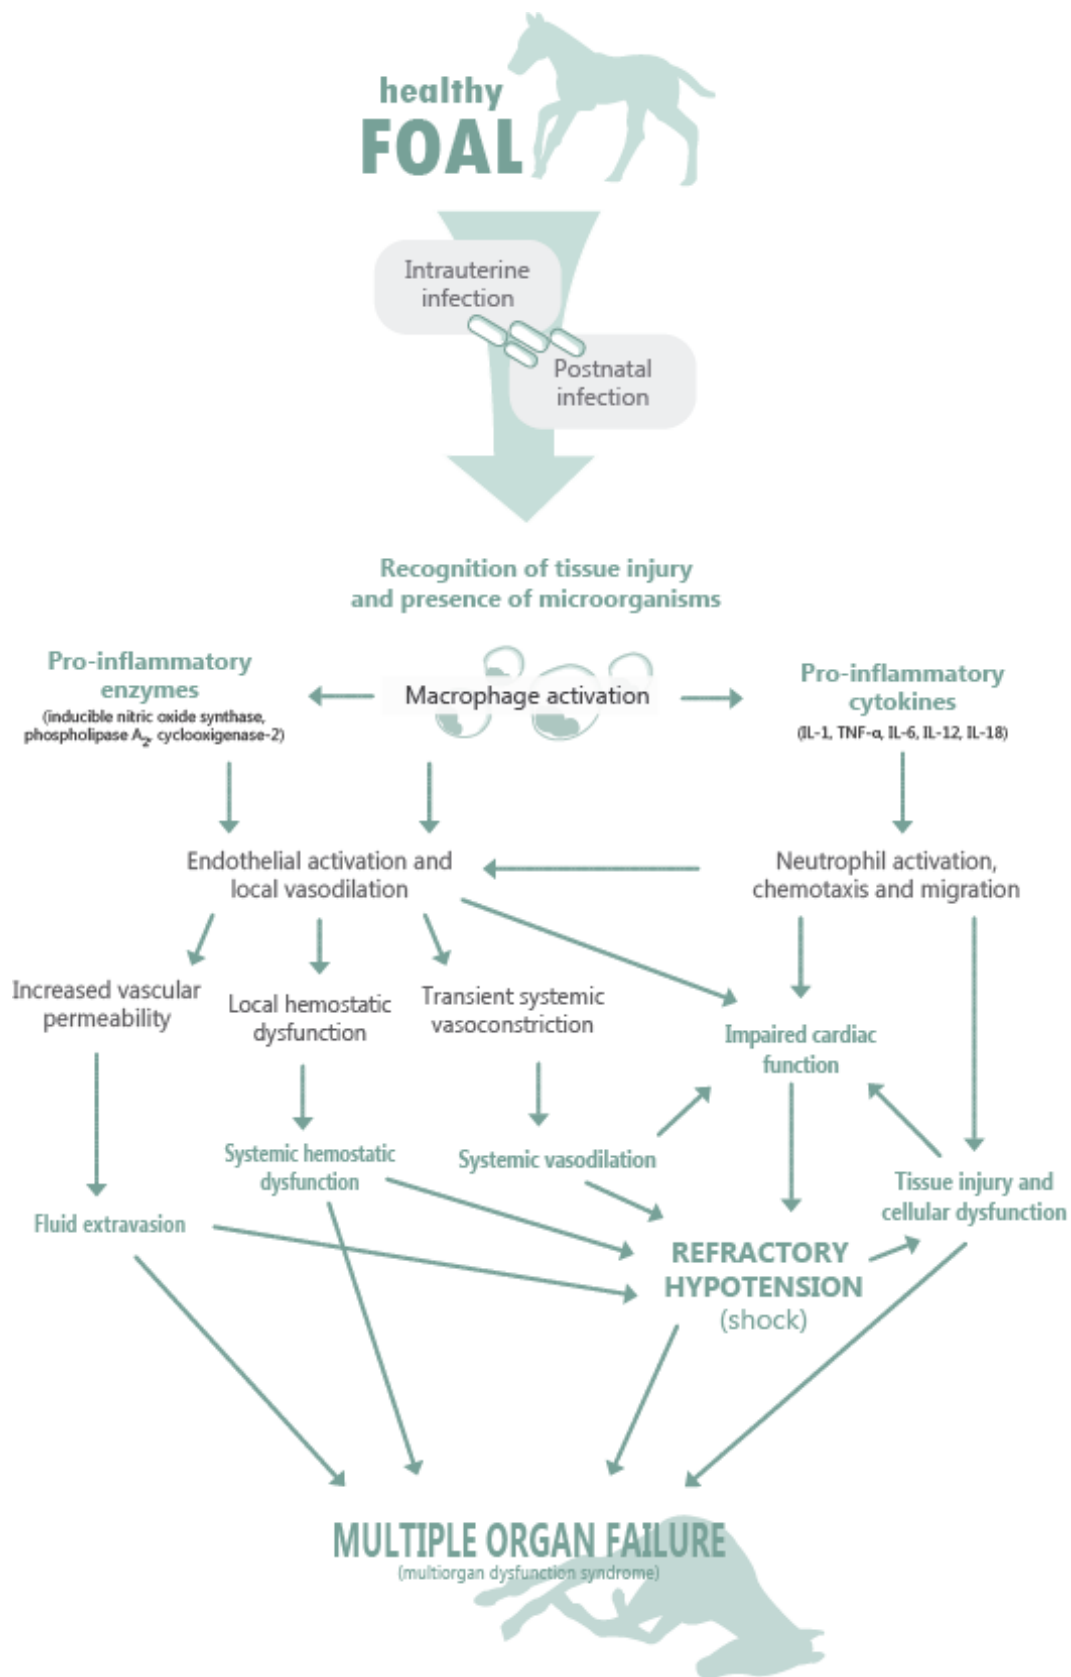 healthy
FOAL
Intrauterine
infection
Postnatal
infection
Recognition of tissue injury
and presence of microorganisms
Pro-inflammatory
enzymes
(inducible nitric oxide synthase,
phospholipase A2, cyclooxigenase-2)
Macrophage activation
Pro-inflammatory
cytokines
(IL-1, TNF-α, IL-6, IL-12, IL-18)
Endothelial activation and
local vasodilation
Neutrophil activation,
chemotaxis and migration
Increased vascular
permeability
Local hemostatic
dysfunction
Transient systemic
vasoconstriction
Impaired cardiac
function
Systemic hemostatic
dysfunction
Systemic vasodilation
Tissue injury and
cellular dysfunction
Fluid extravasion
REFRACTORY
HYPOTENSION
(shock)
MULTIPLE ORGAN FAILURE
(multiorgan dysfunction syndrome)